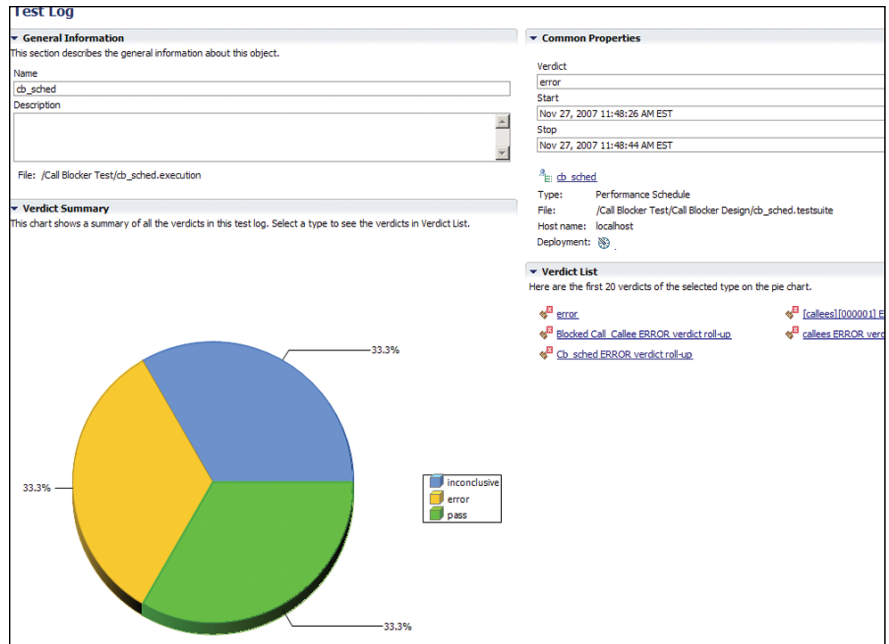 Test Log
General Information
This section describes the general information about this object.
Name
cb_sched
Description
File: /Call Blocker Test/cb_sched.execution
Verdict Summary
This chart shows a summary of all the verdicts in this test log. Select a type to see the verdicts in Verdict List.
33.3%
33.3%
33.3%
inconclusive
error
pass
Common Properties
Verdict
error
Start
Nov 27, 2007 11:48:26 AM EST
Stop
Nov 27, 2007 11:48:44 AM EST
cb_sched
Type: Performance Schedule
File: /Call Blocker Test/Call Blocker Design/cb_sched.testsuite
Host name: localhost
Deployment:
Verdict List
Here are the first 20 verdicts of the selected type on the pie chart.
error
[callees][000001] E
Blocked Call_Callee ERROR verdict roll-up
callees ERROR verd
Cb_sched ERROR verdict roll-up